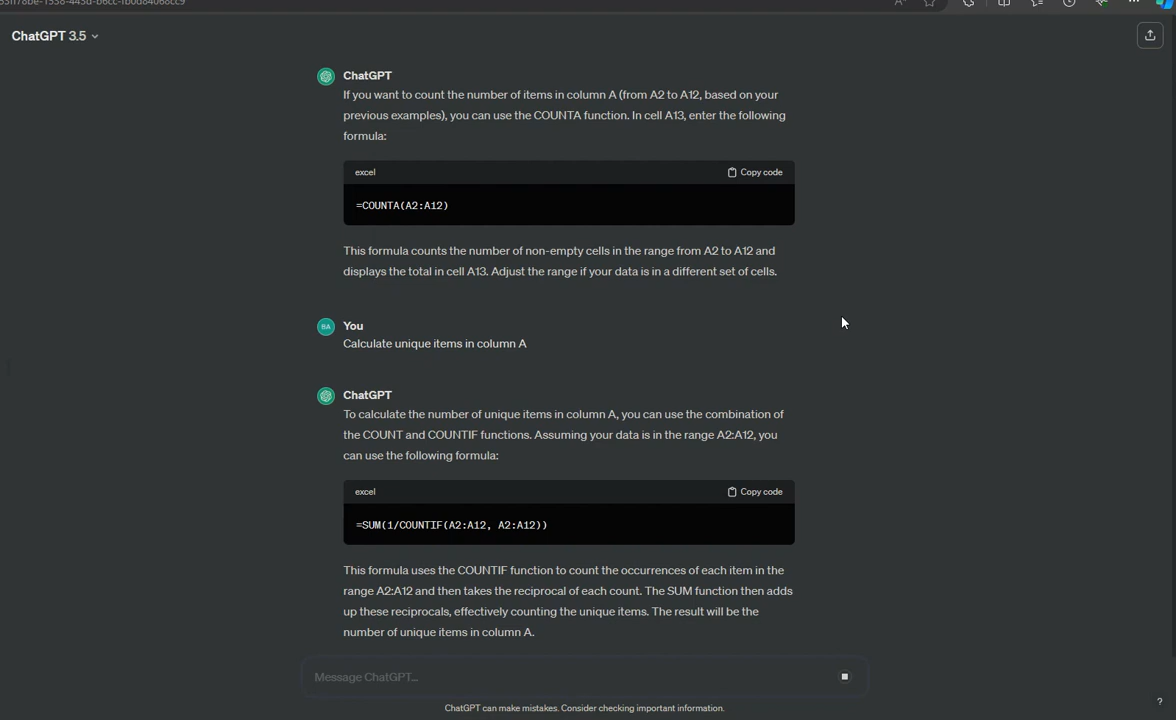 ChatGPT 3.5
ChatGPT
If you want to count the number of items in column A (from A2 to A12, based on your
previous examples), you can use the COUNTA function. In cell A13, enter the following
formula:
excel
Copy code
=COUNTA(A2:A12)
This formula counts the number of non-empty cells in the range from A2 to A12 and
displays the total in cell A13. Adjust the range if your data is in a different set of cells.
BA
You
Calculate unique items in column A
ChatGPT
To calculate the number of unique items in column A, you can use the combination of
the COUNT and COUNTIF functions. Assuming your data is in the range A2:A12, you
can use the following formula:
excel
Copy code
=SUM(1/COUNTIF(A2:A12, A2:A12))
This formula uses the COUNTIF function to count the occurrences of each item in the
range A2:A12 and then takes the reciprocal of each count. The SUM function then adds
up these reciprocals, effectively counting the unique items. The result will be the
number of unique items in column A.
Message ChatGPT...
ChatGPT can make mistakes. Consider checking important information.
?